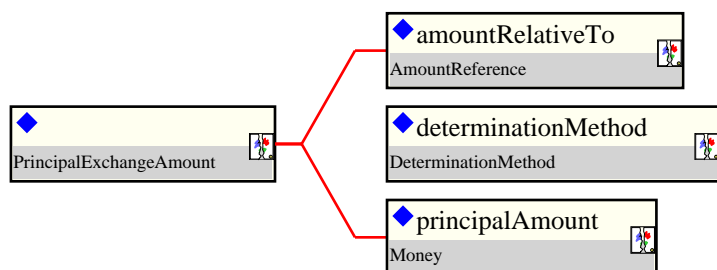 amountRelativeTo
AmountReference
PrincipalExchangeAmount
determinationMethod
DeterminationMethod
principalAmount
Money